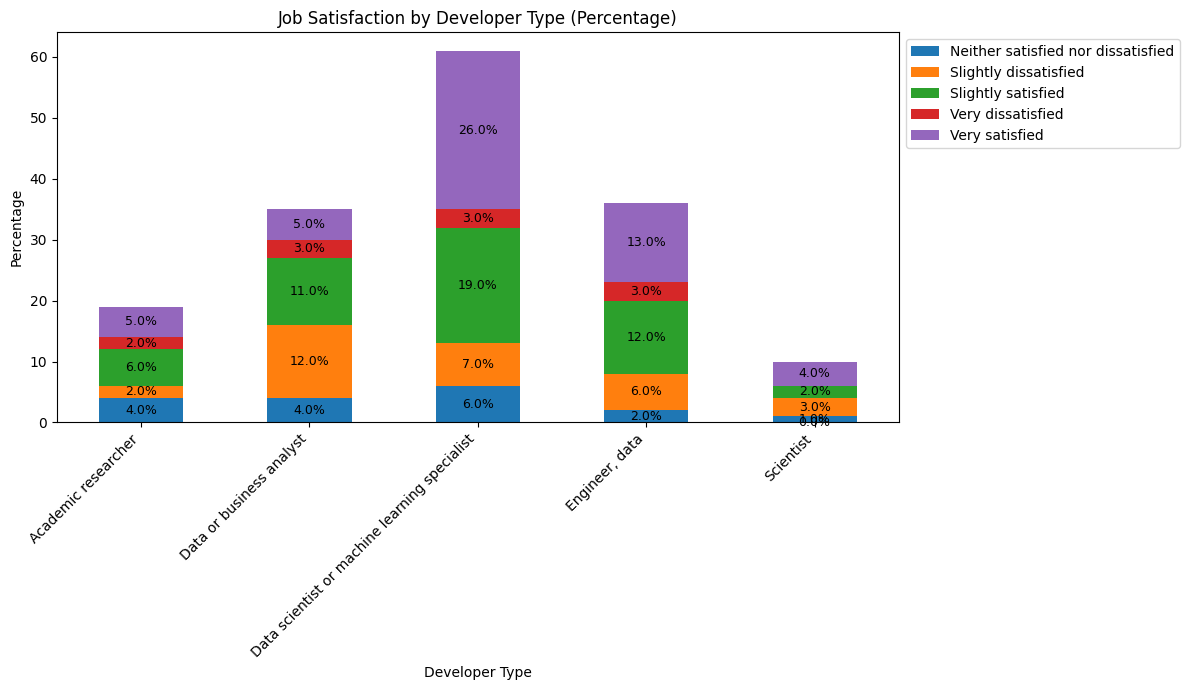 Job Satisfaction by Developer Type (Percentage)
Neither satisfied nor dissatisfied
Slightly dissatisfied
Slightly satisfied
Very dissatisfied
Very satisfied
Percentage
60
50
40
30
20
10
0
5.0%
2.0%
6.0%
2.0%
4.0%
5.0%
3.0%
11.0%
12.0%
4.0%
26.0%
3.0%
19.0%
7.0%
6.0%
13.0%
3.0%
12.0%
6.0%
2.0%
4.0%
2.0%
3.0%
1.0%
0.0%
Academic researcher
Data or business analyst
Data scientist or machine learning specialist
Engineer, data
Scientist
Developer Type